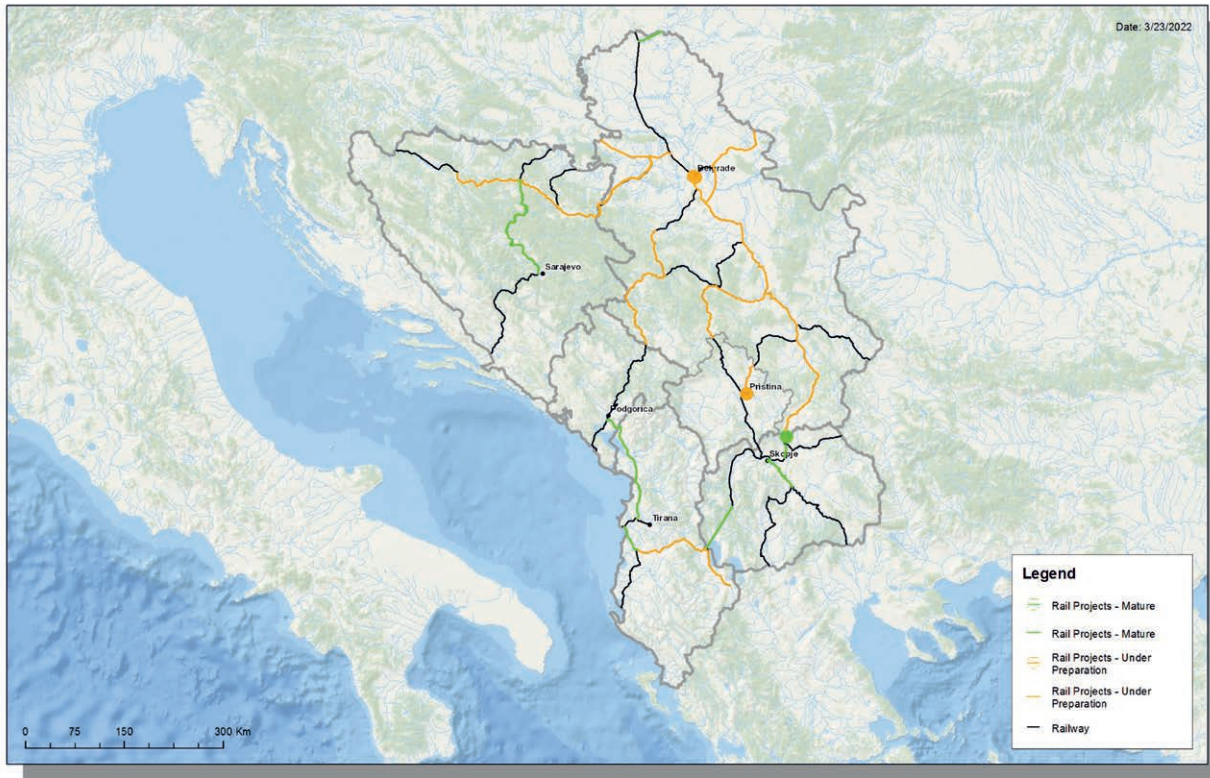 Date: 3/23/2022
Belgrade
Sarajevo
Pristina
Podgorica
Skopje
Tirana
Legend
Rail Projects - Mature
Rail Projects - Mature
Rail Projects - Under
Preparation
Rail Projects - Under
Preparation
Railway
0 75 150 300 Km